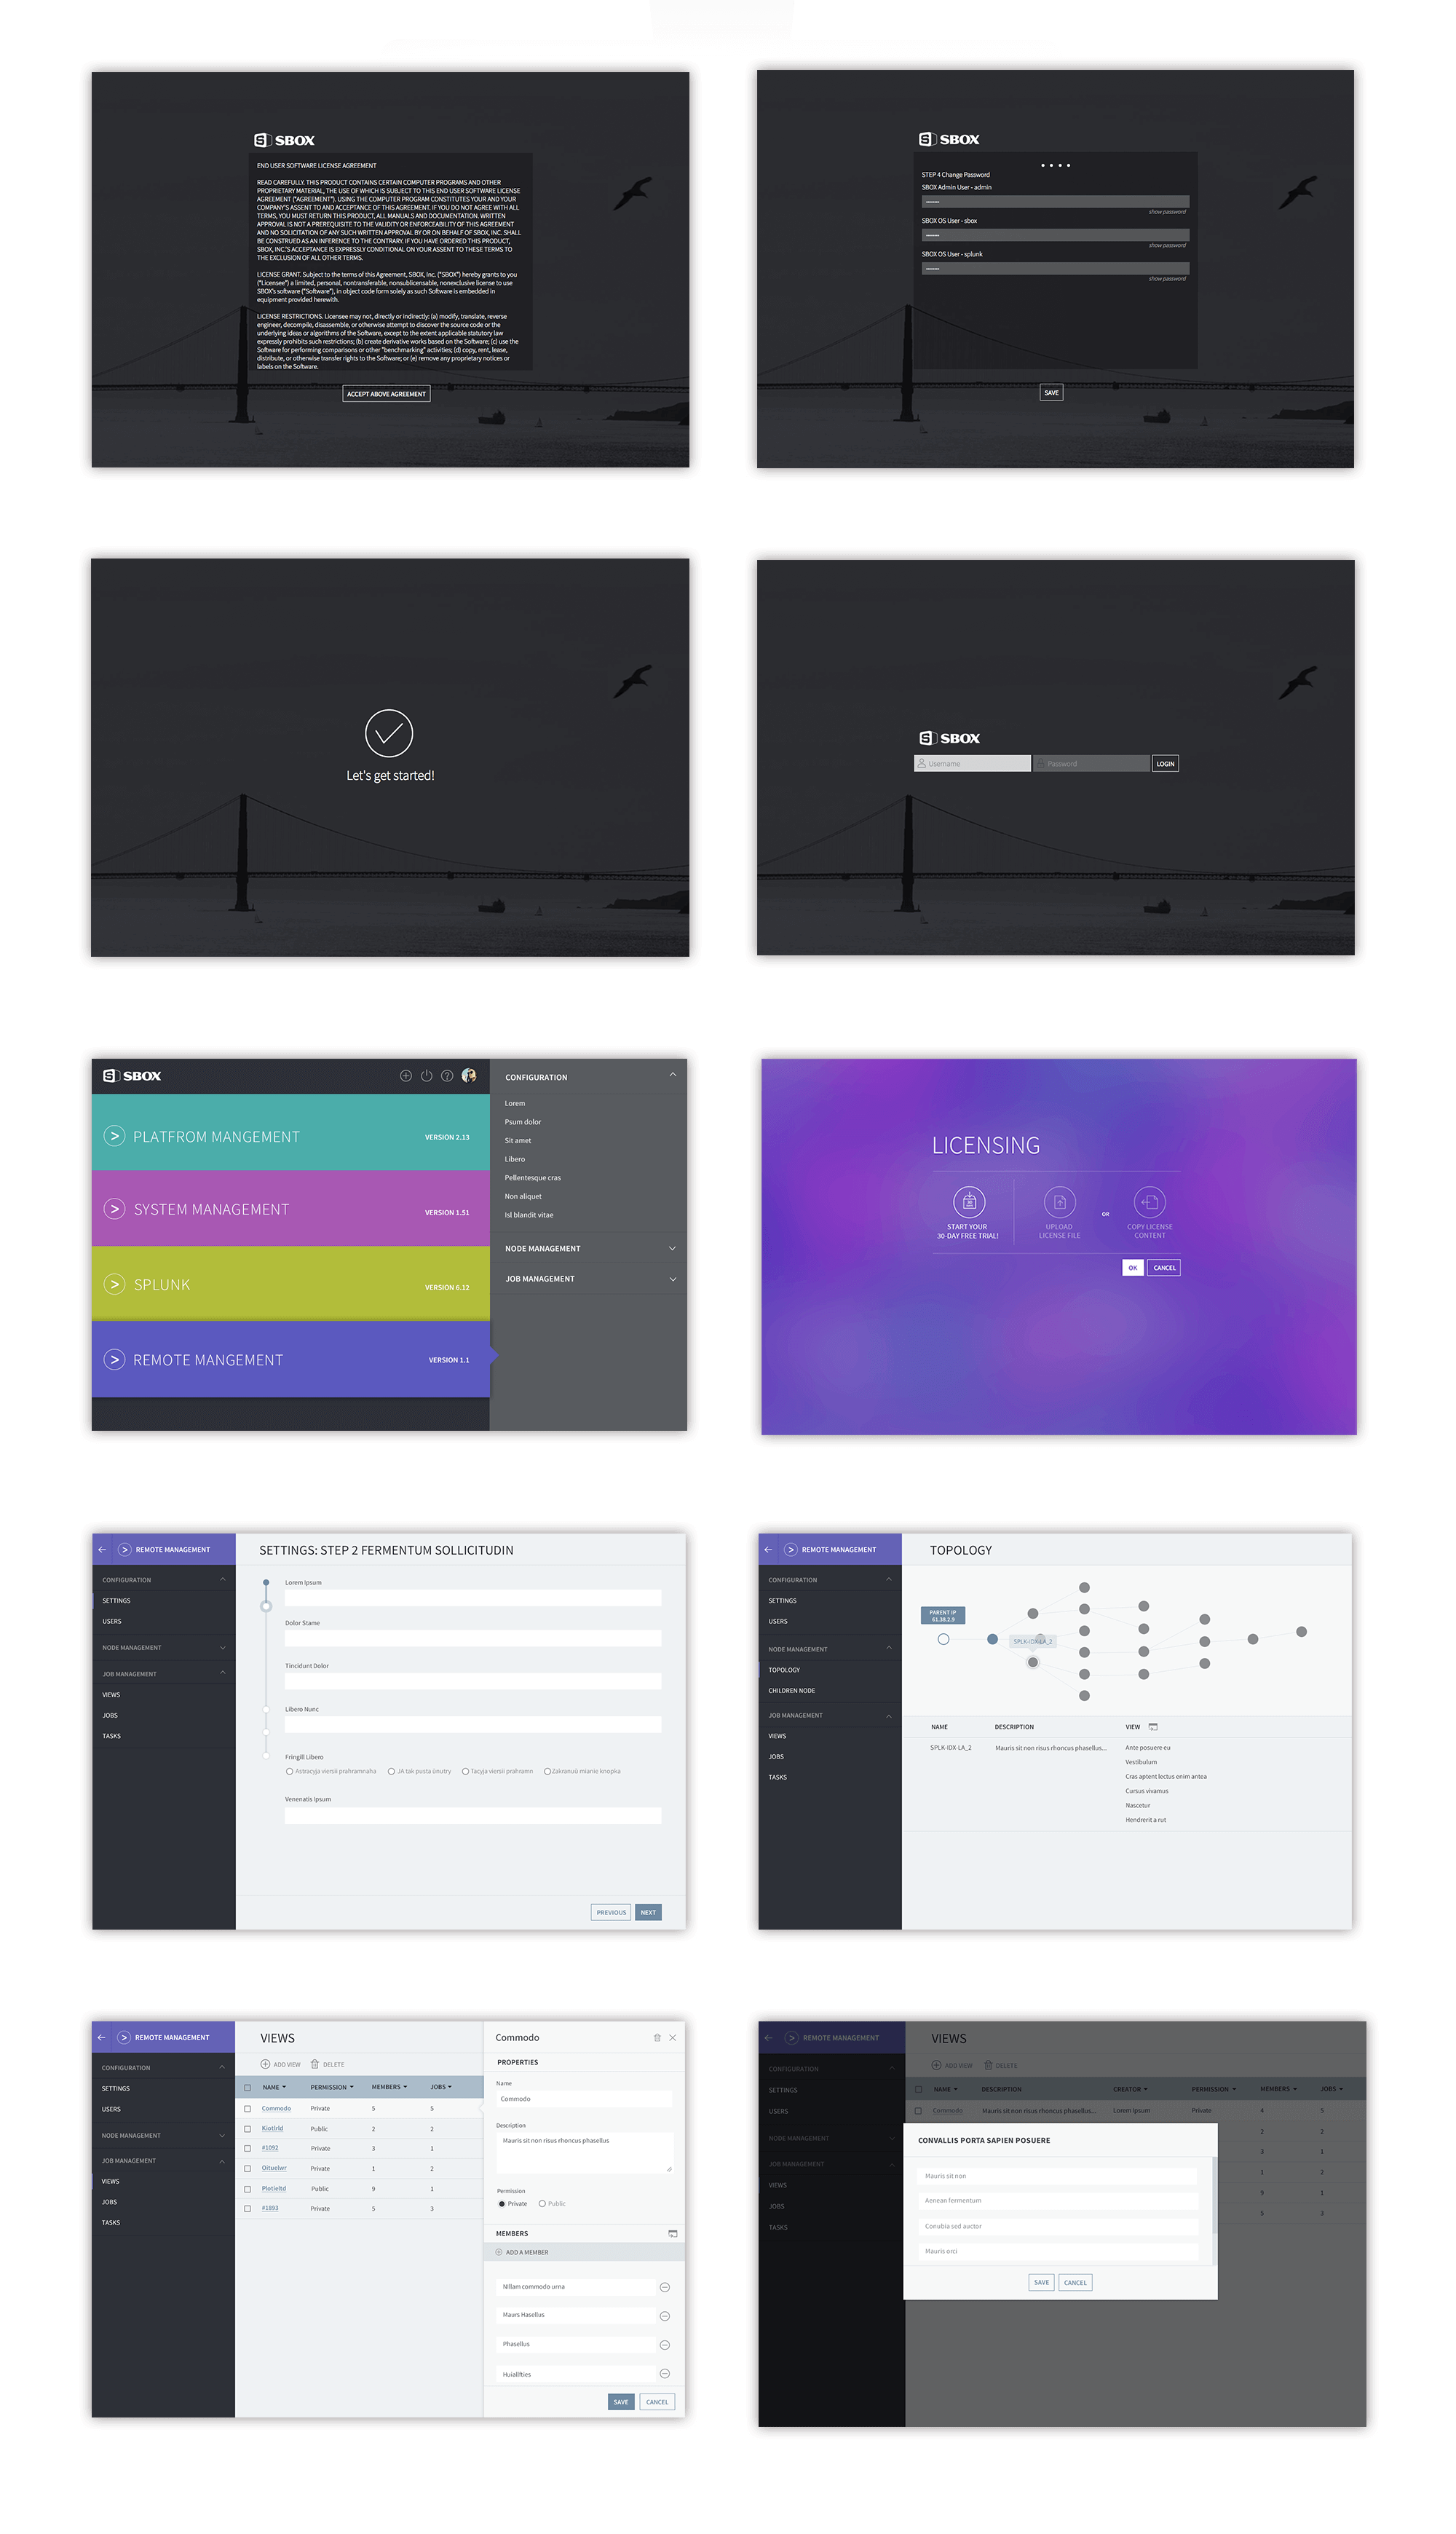 SBOX
END USER SOFTWARE LICENSE AGREEMENT
READ CAREFULLY. THIS PRODUCT CONTAINS CERTAIN COMPUTER PROGRAMS AND OTHER
PROPRIETARY MATERIAL, THE USE OF WHICH IS SUBJECT TO THIS END USER SOFTWARE LICENSE
AGREEMENT ("AGREEMENT"). USING THE COMPUTER PROGRAM CONSTITUTES YOUR AND YOUR
COMPANY'S ASSENT TO AND ACCEPTANCE OF THIS AGREEMENT. IF YOU DO NOT AGREE WITH ALL
TERMS, YOU MUST RETURN THIS PRODUCT, ALL MANUALS AND DOCUMENTATION. WRITTEN
APPROVAL IS NOT A PREREQUISITE TO THE VALIDITY OR ENFORCEABILITY OF THIS AGREEMENT
AND NO SOLICITATION OF ANY SUCH WRITTEN APPROVAL BY OR ON BEHALF OF SBOX, INC. SHALL
BE CONSTRUED AS AN INFERENCE TO THE CONTRARY. IF YOU HAVE ORDERED THIS PRODUCT,
SBOX, INC.'S ACCEPTANCE IS EXPRESSLY CONDITIONAL ON YOUR ASSENT TO THESE TERMS TO
THE EXCLUSION OF ALL OTHER TERMS.
LICENSE GRANT. Subject to the terms of this Agreement, SBOX, Inc. ("SBOX") hereby grants to you
("Licensee") a limited, personal, nontransferable, nonsublicensable, nonexclusive license to use
SBOX's software ("Software"), in object code form solely as such Software is embedded in
equipment provided herewith.
LICENSE RESTRICTIONS. Licensee may not, directly or indirectly: (a) modify, translate, reverse
engineer, decompile, disassemble, or otherwise attempt to discover the source code or the
underlying ideas or algorithms of the Software, except to the extent applicable statutory law
expressly prohibits such restrictions; (b) create derivative works based on the Software; (c) use the
Software for performing comparisons or other "benchmarking" activities; (d) copy, rent, lease,
distribute, or otherwise transfer rights to the Software; or (e) remove any proprietary notices or
labels on the Software.
ACCEPT ABOVE AGREEMENT
SBOX
STEP 4 Change Password
SBOX Admin User - admin
show password
SBOX OS User - sbox
show password
SBOX OS User - splunk
show password
SAVE
Let's get started!
SBOX
Username Password LOGIN
SBOX
PLATFROM MANGEMENT VERSION 2.13
SYSTEM MANAGEMENT VERSION 1.51
SPLUNK VERSION 6.12
REMOTE MANGEMENT VERSION 1.1
CONFIGURATION
Lorem
Psum dolor
Sit amet
Libero
Pellentesque cras
Non aliquet
Isl blandit vitae
NODE MANAGEMENT
JOB MANAGEMENT
LICENSING
START YOUR
30-DAY FREE TRIAL!
UPLOAD
LICENSE FILE
OR
COPY LICENSE
CONTENT
OK CANCEL
REMOTE MANAGEMENT
CONFIGURATION
SETTINGS
USERS
NODE MANAGEMENT
JOB MANAGEMENT
VIEWS
JOBS
TASKS
SETTINGS: STEP 2 FERMENTUM SOLLICITUDIN
Lorem Ipsum
Dolor Stame
Tincidunt Dolor
Libero Nunc
Fringill Libero
Astracyja viersii prahramnaha JA tak pusta ŭnutry Tacyja viersii prahramn Zakranuŭ mianie knopka
Venenatis Ipsum
PREVIOUS NEXT
REMOTE MANAGEMENT
CONFIGURATION
SETTINGS
USERS
NODE MANAGEMENT
TOPOLOGY
CHILDREN NODE
JOB MANAGEMENT
VIEWS
JOBS
TASKS
TOPOLOGY
PARENT IP
61.38.2.9
SPLK-IDX-LA_2
NAME DESCRIPTION VIEW
SPLK-IDX-LA_2 Mauris sit non risus rhoncus phasellus... Ante posuere eu
Vestibulum
Cras aptent lectus enim antea
Cursus vivamus
Nascetur
Hendrerit a rut
REMOTE MANAGEMENT
CONFIGURATION
SETTINGS
USERS
NODE MANAGEMENT
JOB MANAGEMENT
VIEWS
JOBS
TASKS
VIEWS
ADD VIEW DELETE
NAME PERMISSION MEMBERS JOBS
Commodo Private 5 5
Kiotirld Public 2 2
#1092 Private 3 1
Oituelwr Private 1 2
Plotieltd Public 9 1
#1893 Private 5 3
Commodo
PROPERTIES
Name
Commodo
Description
Mauris sit non risus rhoncus phasellus
Permission
Private Public
MEMBERS
ADD A MEMBER
Nillam commodo urna
Maurs Hasellus
Phasellus
Huiallfties
SAVE CANCEL
REMOTE MANAGEMENT
CONFIGURATION
SETTINGS
USERS
NODE MANAGEMENT
JOB MANAGEMENT
VIEWS
JOBS
TASKS
VIEWS
ADD VIEW DELETE
NAME DESCRIPTION CREATOR PERMISSION MEMBERS JOBS
Commodo Mauris sit non risus rhoncus phasellus... Lorem Ipsum Private 4 5
2 2
3 1
1 2
9 1
5 3
CONVALLIS PORTA SAPIEN POSUERE
Mauris sit non
Aenean fermentum
Conubia sed auctor
Mauris orci
SAVE CANCEL